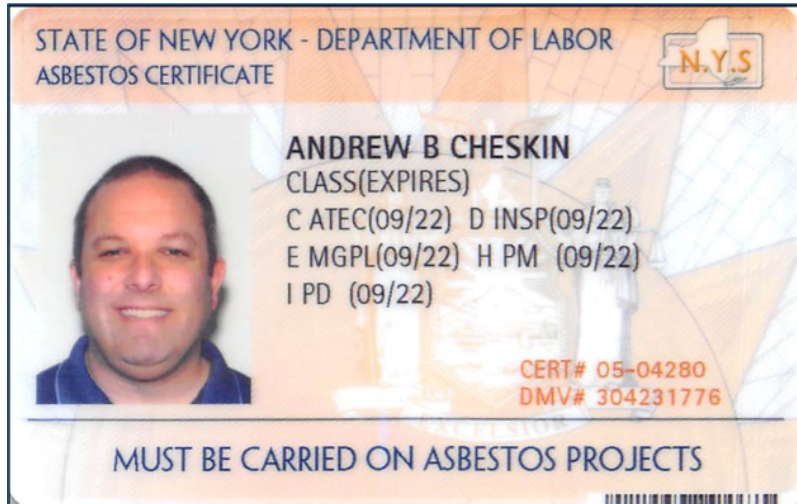 STATE OF NEW YORK - DEPARTMENT OF LABOR
ASBESTOS CERTIFICATE
N.Y.S
ANDREW B CHESKIN
CLASS(EXPIRES)
C ATEC(09/22) D INSP(09/22)
E MGPL(09/22) H PM (09/22)
I PD (09/22)
CERT# 05-04280
DMV# 304231776
EXCELSIOR
MUST BE CARRIED ON ASBESTOS PROJECTS